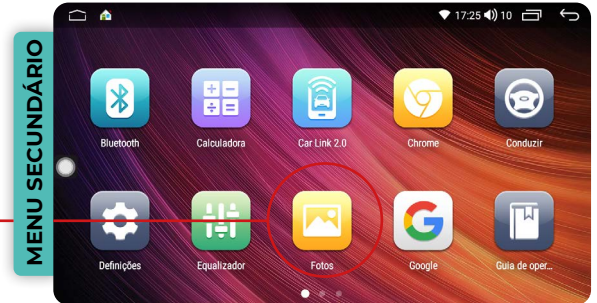 MENU SECUNDÁRIO
17:25 10
Bluetooth
Calculadora
Car Link 2.0
Chrome
Conduzir
Definições
Equalizador
Fotos
Google
Guia de oper...